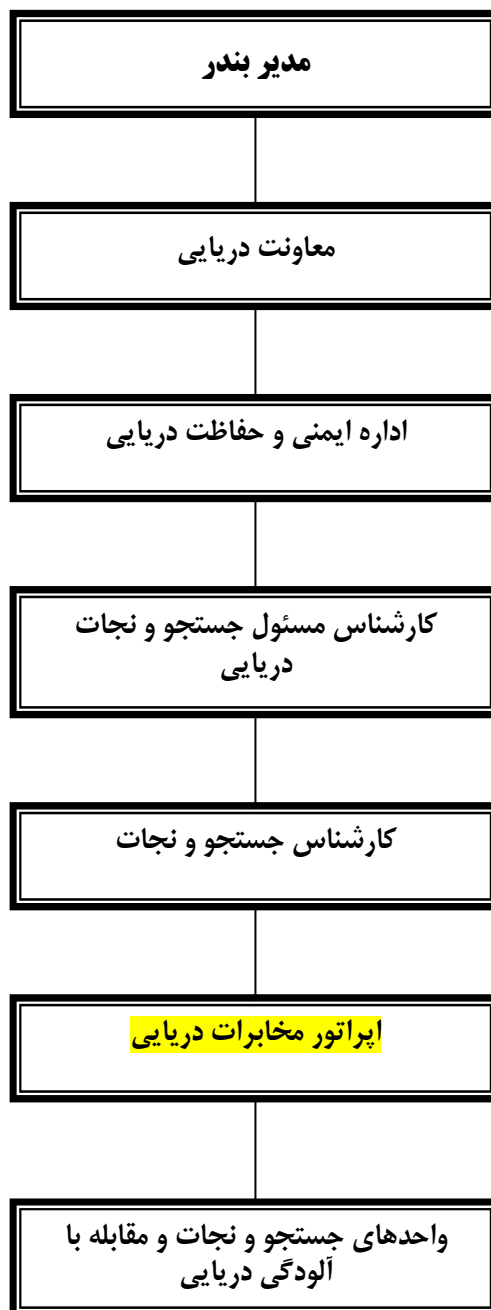 مدیر بندر
معاونت دریایی
اداره ایمنی و حفاظت دریایی
کارشناس مسئول جستجو و نجات
دریایی
کارشناس جستجو و نجات
اپراتور مخابرات دریایی
واحدهای جستجو و نجات و مقابله با
آلودگی دریایی